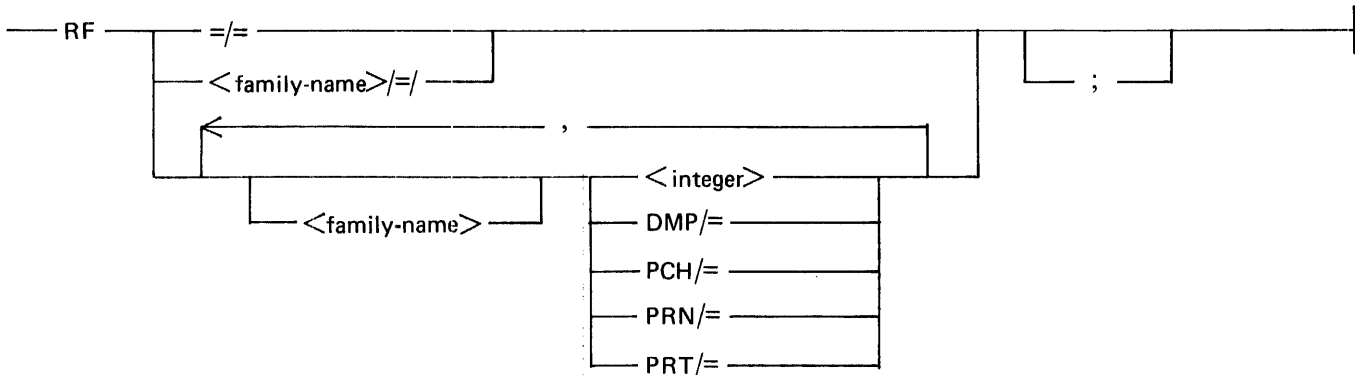 RF =/=
<family-name>/=/
;
,
<integer>
<family-name>
DMP/=
PCH/=
PRN/=
PRT/=